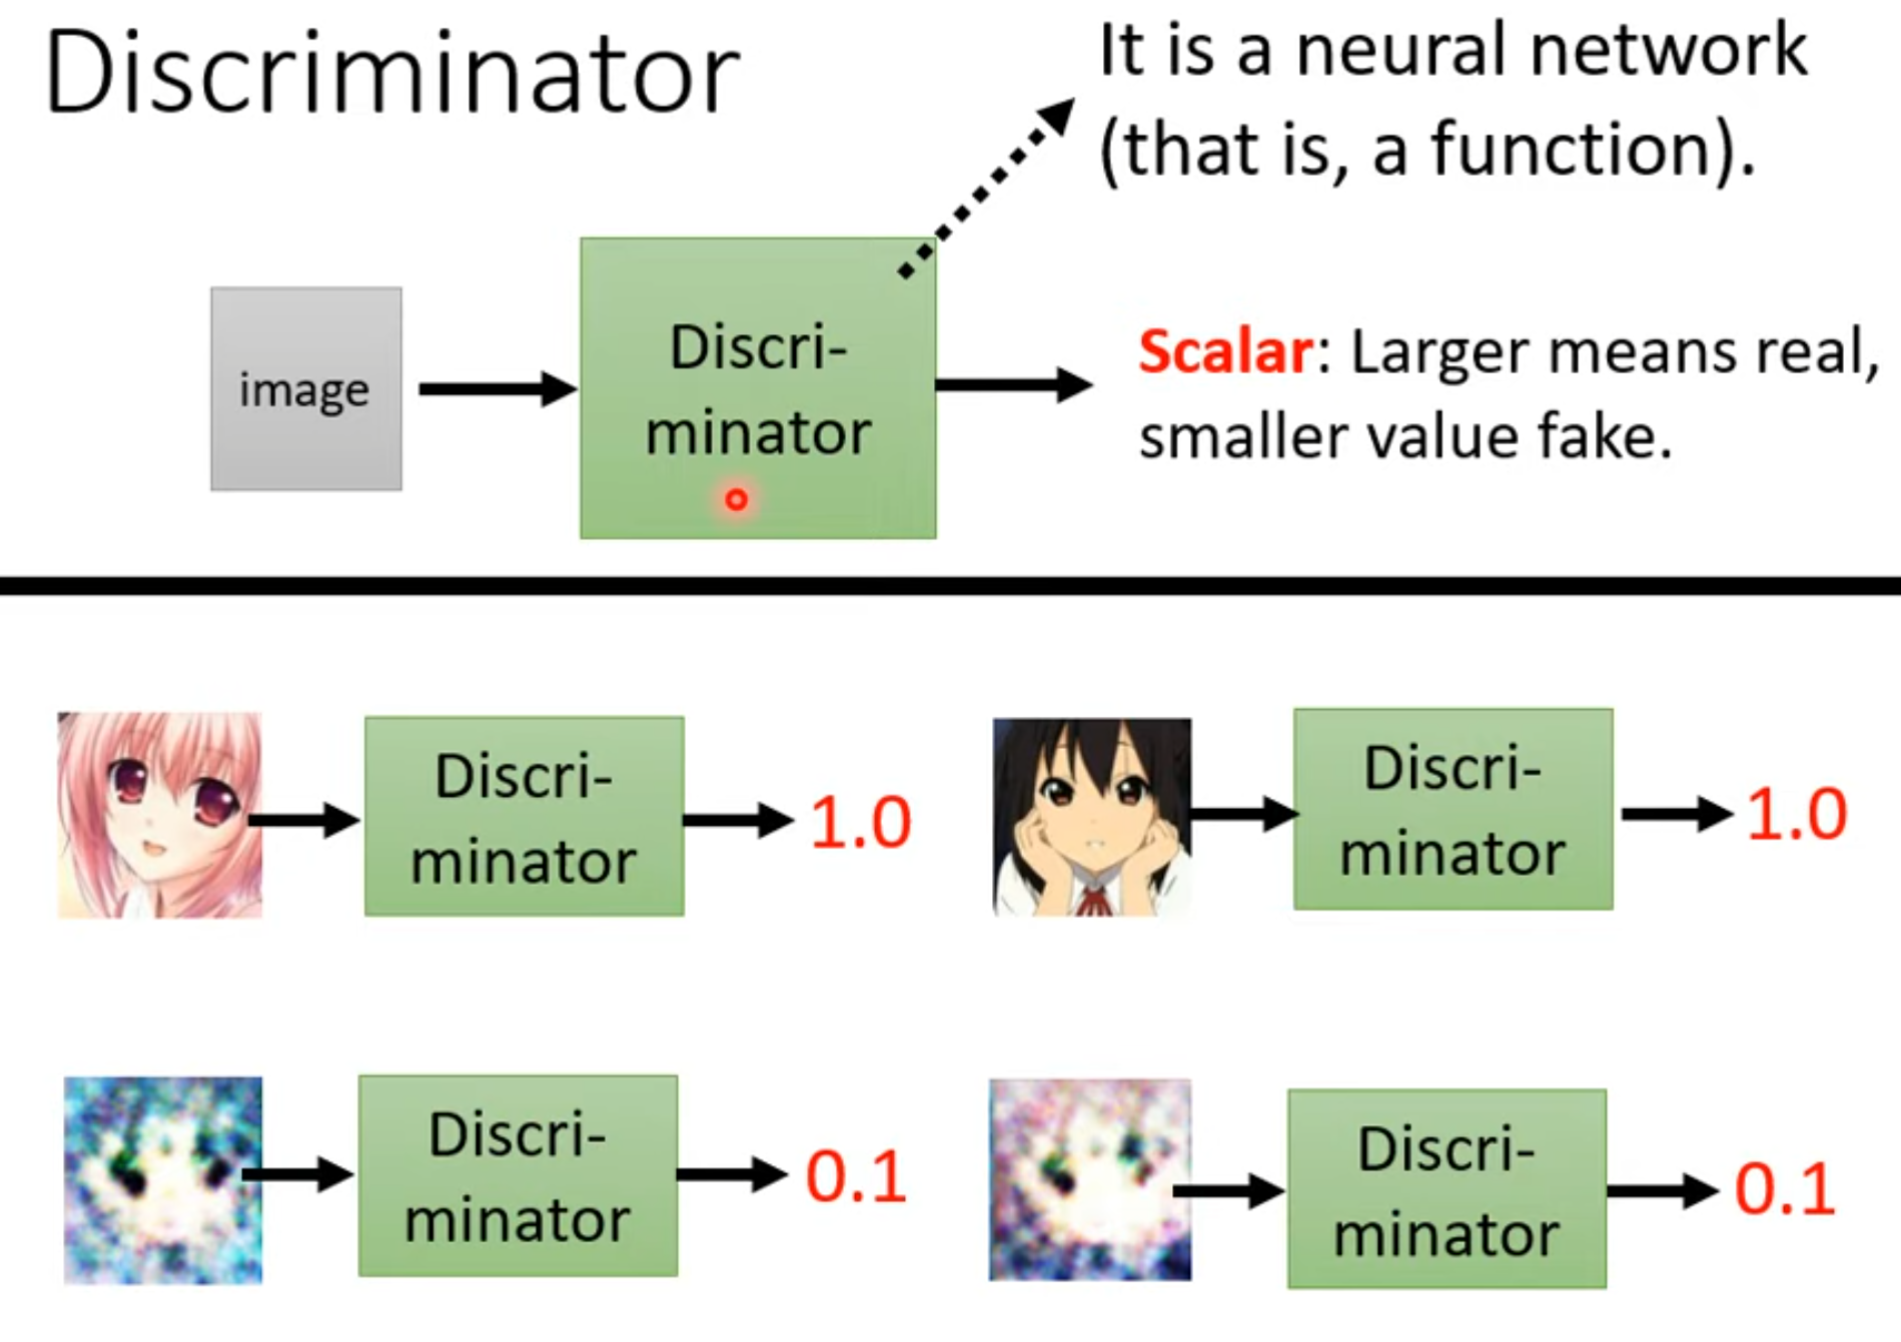 Discriminator
It is a neural network
(that is, a function).
image
Discri-
minator
Scalar: Larger means real,
smaller value fake.
Discri-
minator
1.0
Discri-
minator
1.0
Discri-
minator
0.1
Discri-
minator
0.1